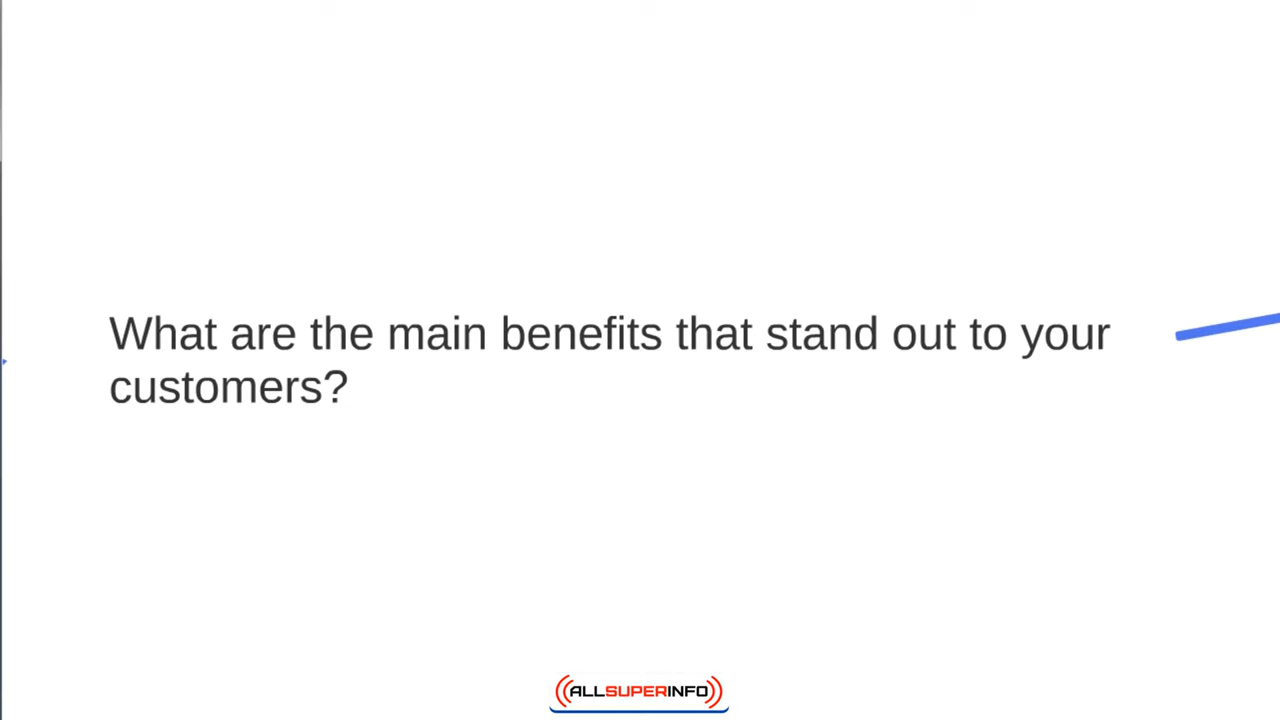 What are the main benefits that stand out to your
customers?
ALLSUPERINFO